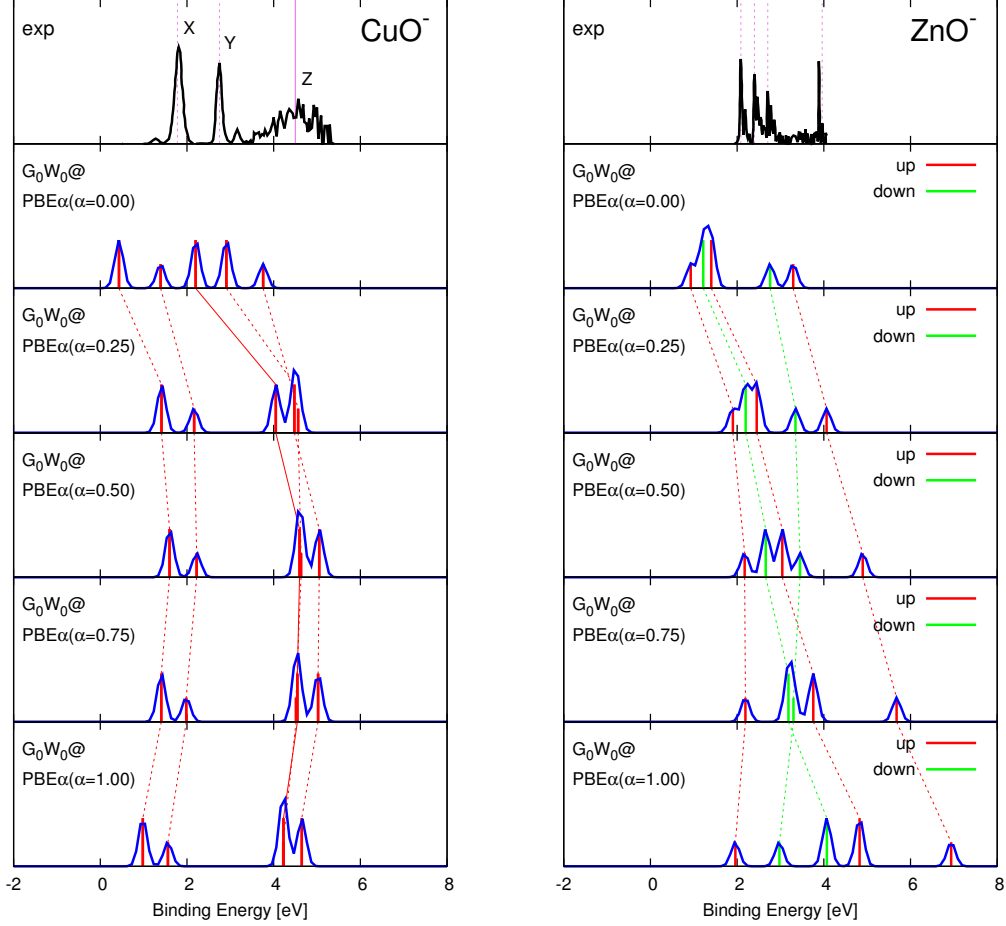 exp
X
Y
Z
CuO⁻
G₀W₀@
PBEα(α=0.00)
G₀W₀@
PBEα(α=0.25)
G₀W₀@
PBEα(α=0.50)
G₀W₀@
PBEα(α=0.75)
G₀W₀@
PBEα(α=1.00)
-2 0 2 4 6 8
Binding Energy [eV]
exp
ZnO⁻
G₀W₀@
PBEα(α=0.00)
up
down
G₀W₀@
PBEα(α=0.25)
up
down
G₀W₀@
PBEα(α=0.50)
up
down
G₀W₀@
PBEα(α=0.75)
up
down
G₀W₀@
PBEα(α=1.00)
up
down
-2 0 2 4 6 8
Binding Energy [eV]